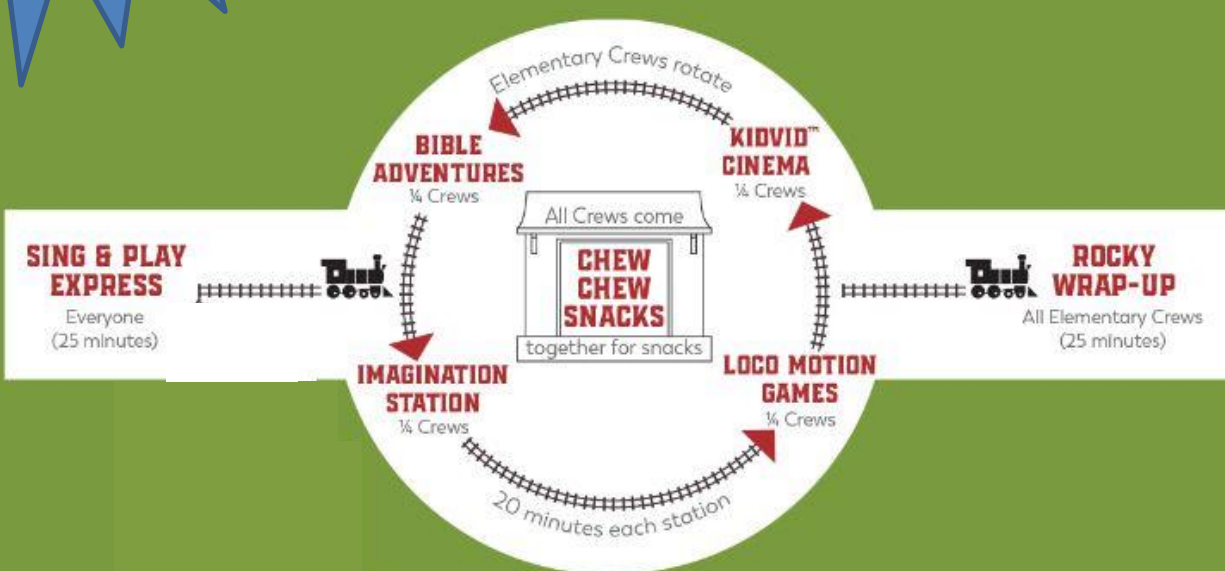 SING & PLAY
EXPRESS
Everyone
(25 minutes)
Elementary Crews rotate
BIBLE
ADVENTURES
¼ Crews
KIDVID™
CINEMA
¼ Crews
All Crews come
CHEW
CHEW
SNACKS
together for snacks
IMAGINATION
STATION
¼ Crews
LOCO MOTION
GAMES
¼ Crews
20 minutes each station
ROCKY
WRAP-UP
All Elementary Crews
(25 minutes)